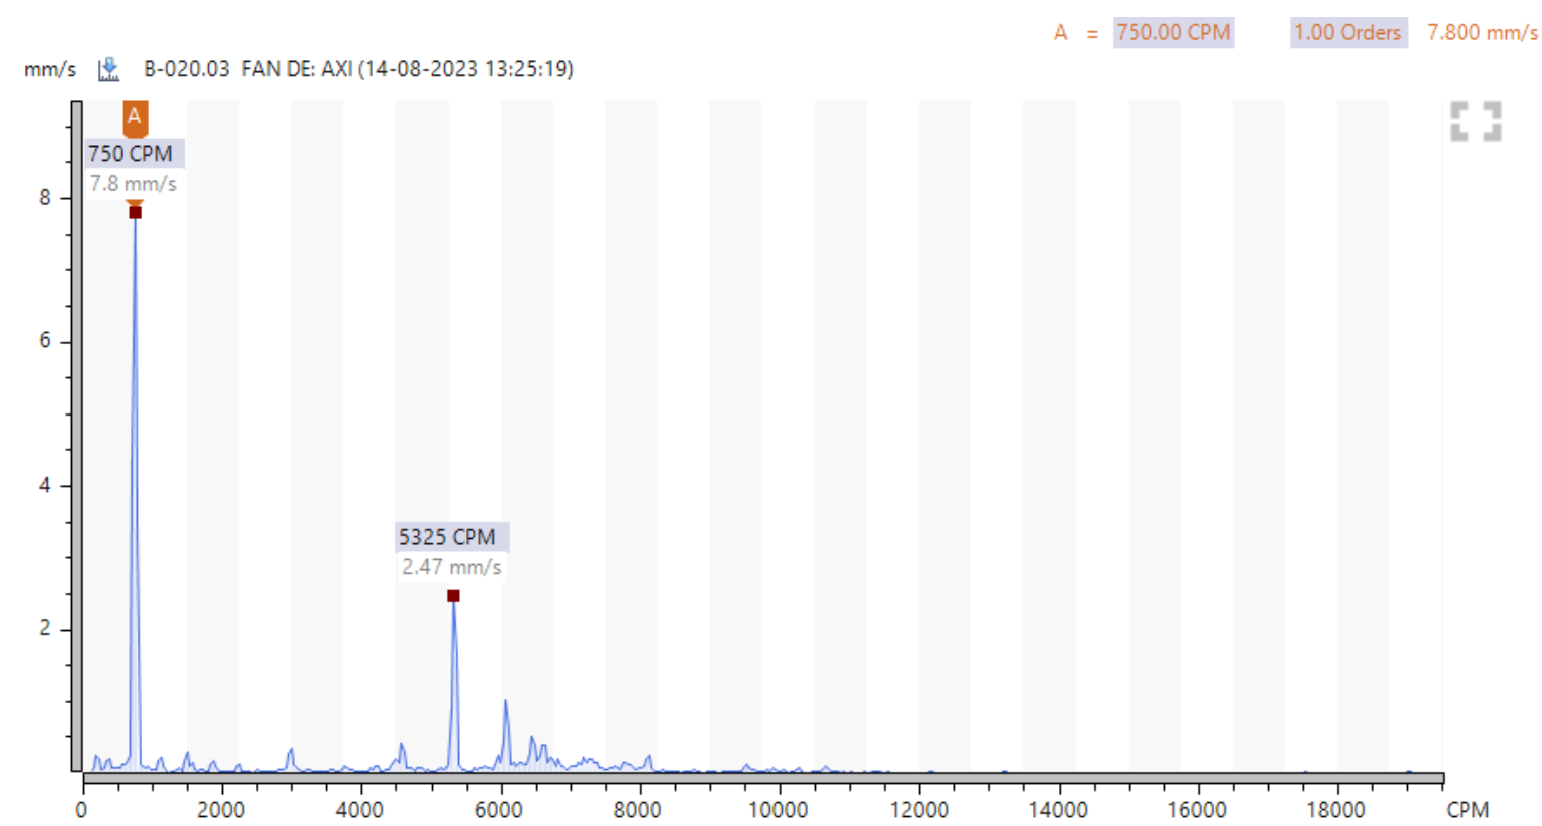 A = 750.00 CPM 1.00 Orders 7.800 mm/s
mm/s B-020.03 FAN DE: AXI (14-08-2023 13:25:19)
A
750 CPM
7.8 mm/s
8
6
4
5325 CPM
2.47 mm/s
2
0 2000 4000 6000 8000 10000 12000 14000 16000 18000 CPM